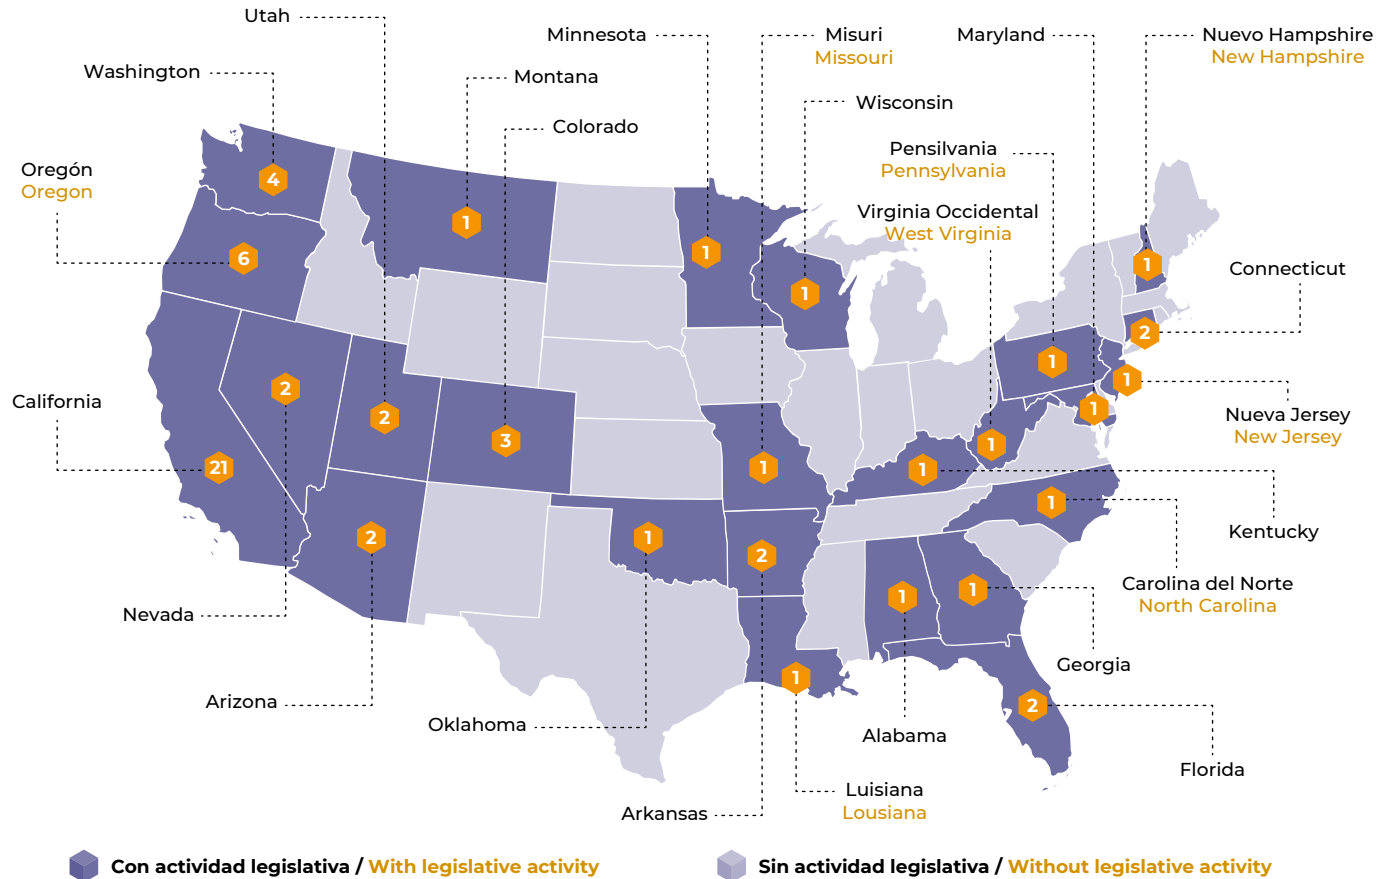 Utah
Minnesota
Misuri
Missouri
Maryland
Nuevo Hampshire
New Hampshire
Washington
Montana
Wisconsin
Colorado
Pensilvania
Pennsylvania
Oregón
Oregon
4
Virginia Occidental
West Virginia
1
1
6
1
1
Connecticut
1
2
1
California
2
1
2
1
Nueva Jersey
New Jersey
3
1
21
1
1
1
Kentucky
2
1
2
Carolina del Norte
North Carolina
1
1
Nevada
Georgia
1
Arizona
2
Oklahoma
Alabama
Florida
Luisiana
Lousiana
Arkansas
Con actividad legislativa / With legislative activity
Sin actividad legislativa / Without legislative activity